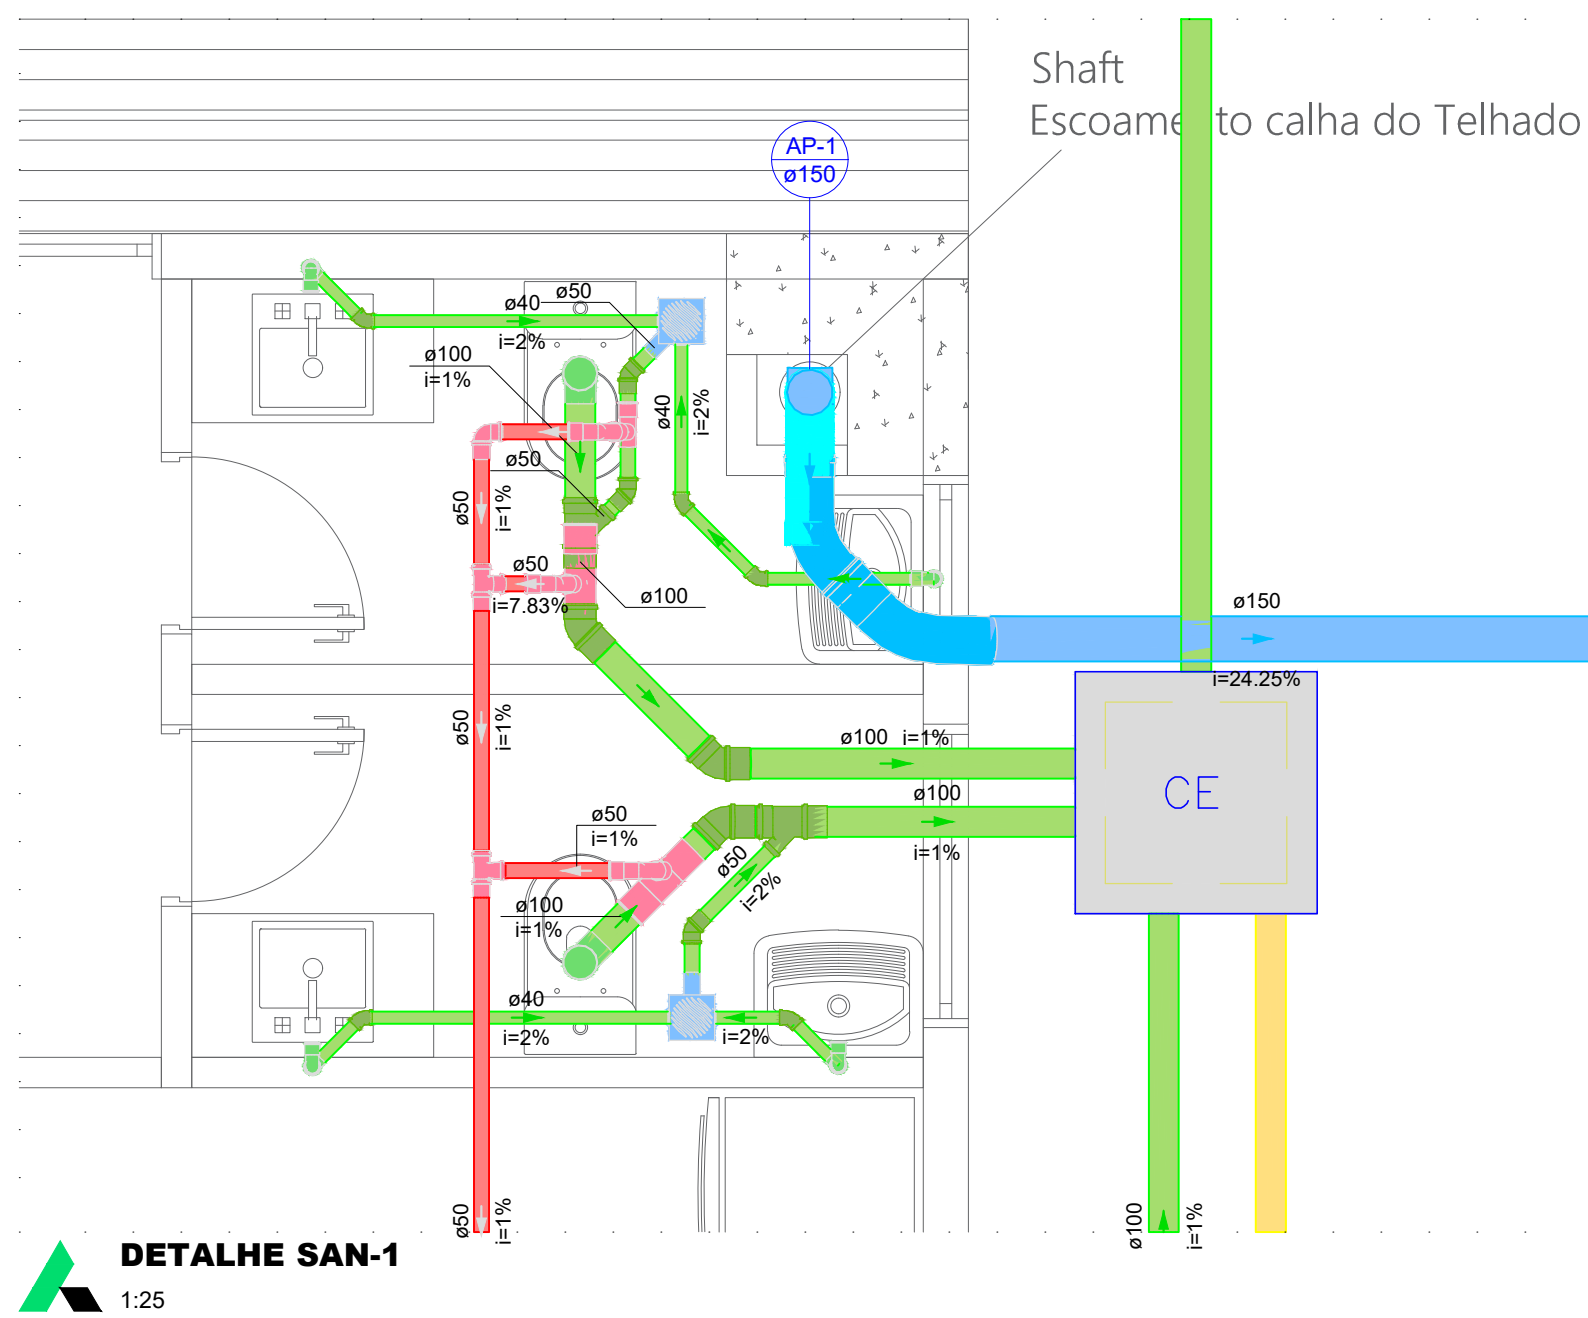 Shaft
Escoame to calha do Telhado
AP-1
ø150
ø50
ø40
i=2%
ø100
i=1%
ø40
i=2%
ø50
ø50
i=1%
ø50
i=7.83%
ø100
ø150
i=24.25%
ø50
i=1%
ø100 i=1%
CE
ø100
i=1%
ø50
i=1%
ø50
i=2%
ø100
i=1%
ø40
i=2%
i=2%
ø50
i=1%
ø100
i=1%
DETALHE SAN-1
1:25